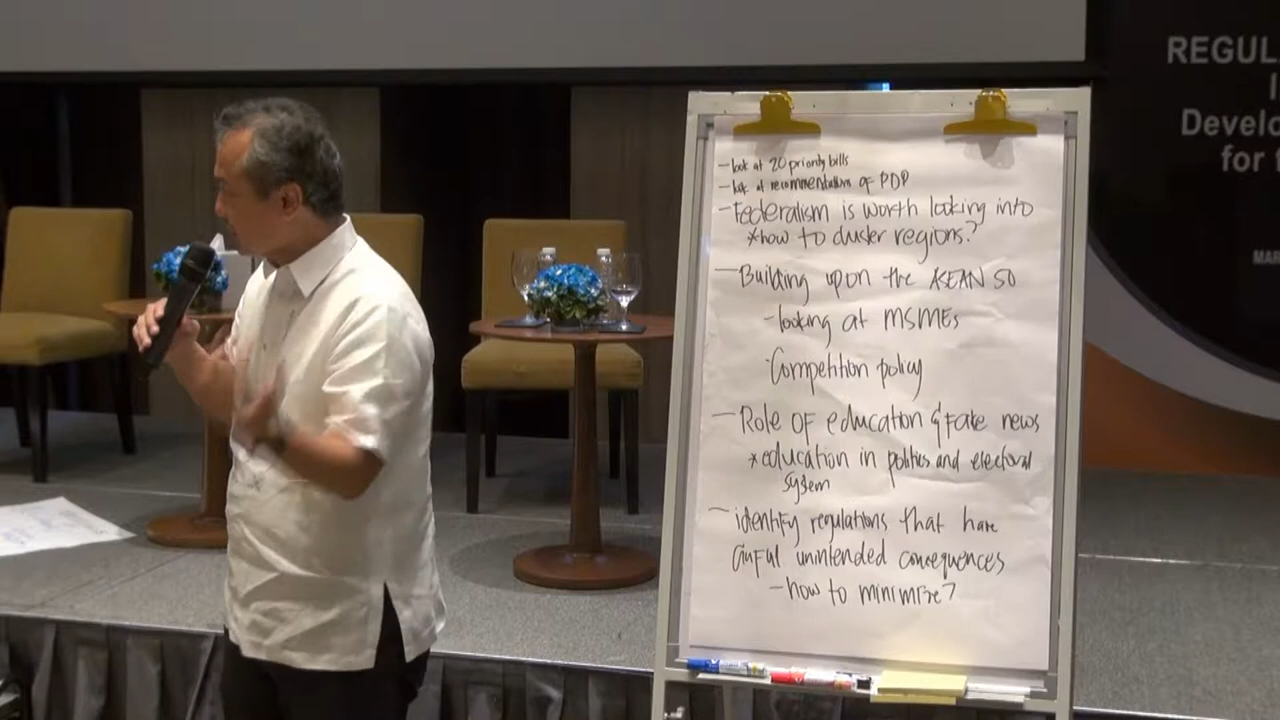 - look at 20 priority bills
- look at recommendations of PDP
- Federalism is worth looking into
*how to cluster regions?
- Building upon the ASEAN 50
- looking at MSMEs
· Competition policy
- Role of education & fake news
*education in politics and electoral
system
- identify regulations that have
awful unintended consequences
- how to minimize?
REGUL
Develo
for
MAR